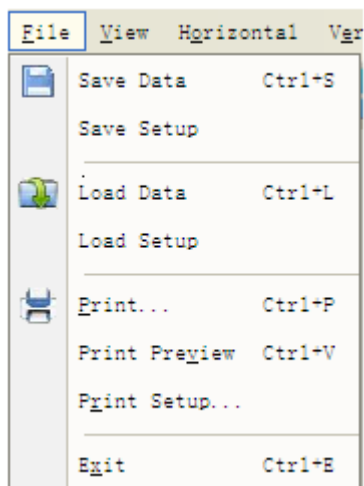 File View Horizontal Ver
Save Data Ctrl+S
Save Setup
Load Data Ctrl+L
Load Setup
Print... Ctrl+P
Print Preview Ctrl+V
Print Setup...
Exit Ctrl+E